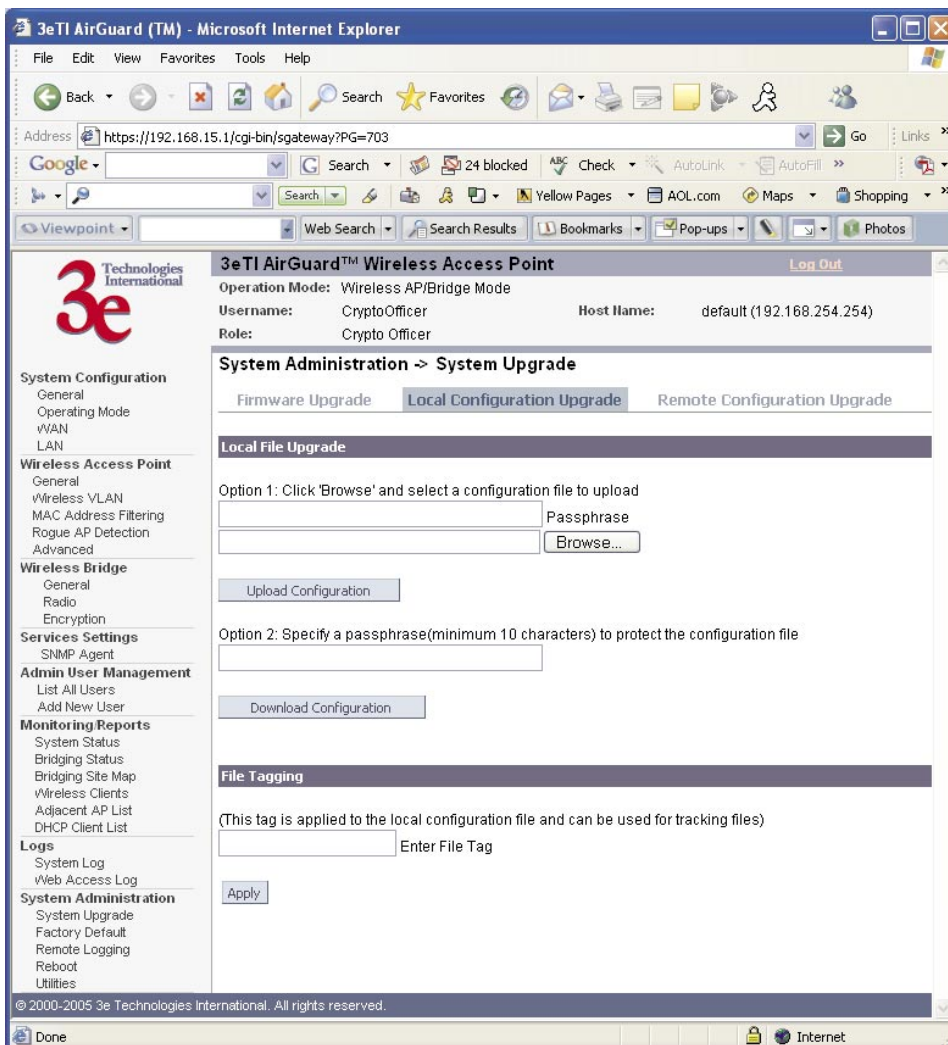 3eTI AirGuard (TM) - Microsoft Internet Explorer
File Edit View Favorites Tools Help
Back Search Favorites
Address https://192.168.15.1/cgi-bin/sgateway?PG=703 Go Links »
Google Search 24 blocked ABC Check AutoLink AutoFill »
Search Yellow Pages AOL.com Maps Shopping »
Viewpoint Web Search Search Results Bookmarks Pop-ups Photos
3e Technologies International
3eTI AirGuard™ Wireless Access Point Log Out
Operation Mode: Wireless AP/Bridge Mode
Username: CryptoOfficer Host Name: default (192.168.254.254)
Role: Crypto Officer
System Configuration
General
Operating Mode
WAN
LAN
Wireless Access Point
General
Wireless VLAN
MAC Address Filtering
Rogue AP Detection
Advanced
Wireless Bridge
General
Radio
Encryption
Services Settings
SNMP Agent
Admin User Management
List All Users
Add New User
Monitoring/Reports
System Status
Bridging Status
Bridging Site Map
Wireless Clients
Adjacent AP List
DHCP Client List
Logs
System Log
Web Access Log
System Administration
System Upgrade
Factory Default
Remote Logging
Reboot
Utilities
System Administration -> System Upgrade
Firmware Upgrade Local Configuration Upgrade Remote Configuration Upgrade
Local File Upgrade
Option 1: Click 'Browse' and select a configuration file to upload
Passphrase
Browse...
Upload Configuration
Option 2: Specify a passphrase(minimum 10 characters) to protect the configuration file
Download Configuration
File Tagging
(This tag is applied to the local configuration file and can be used for tracking files)
Enter File Tag
Apply
© 2000-2005 3e Technologies International. All rights reserved.
Done Internet